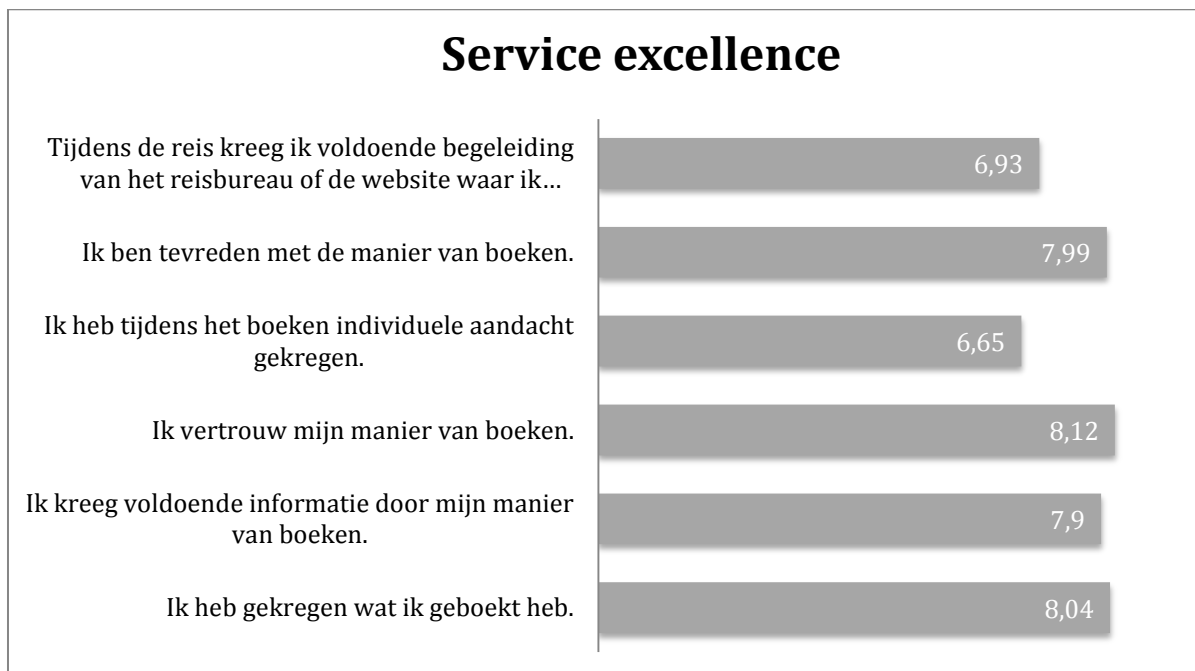 Service excellence
Tijdens de reis kreeg ik voldoende begeleiding
van het reisbureau of de website waar ik…
6,93
Ik ben tevreden met de manier van boeken.
7,99
Ik heb tijdens het boeken individuele aandacht
gekregen.
6,65
Ik vertrouw mijn manier van boeken.
8,12
Ik kreeg voldoende informatie door mijn manier
van boeken.
7,9
Ik heb gekregen wat ik geboekt heb.
8,04